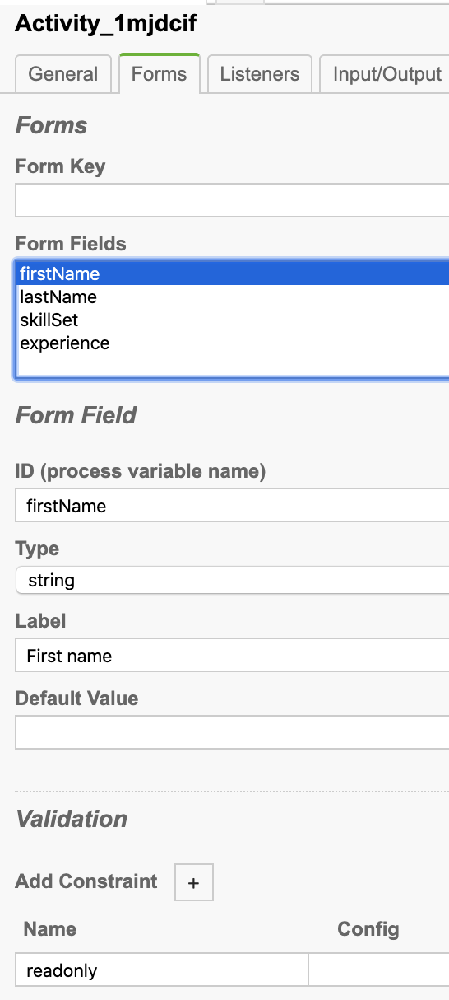 Activity_1mjdcif
General Forms Listeners Input/Output
Forms
Form Key
Form Fields
firstName
lastName
skillSet
experience
Form Field
ID (process variable name)
firstName
Type
string
Label
First name
Default Value
Validation
Add Constraint +
Name Config
readonly